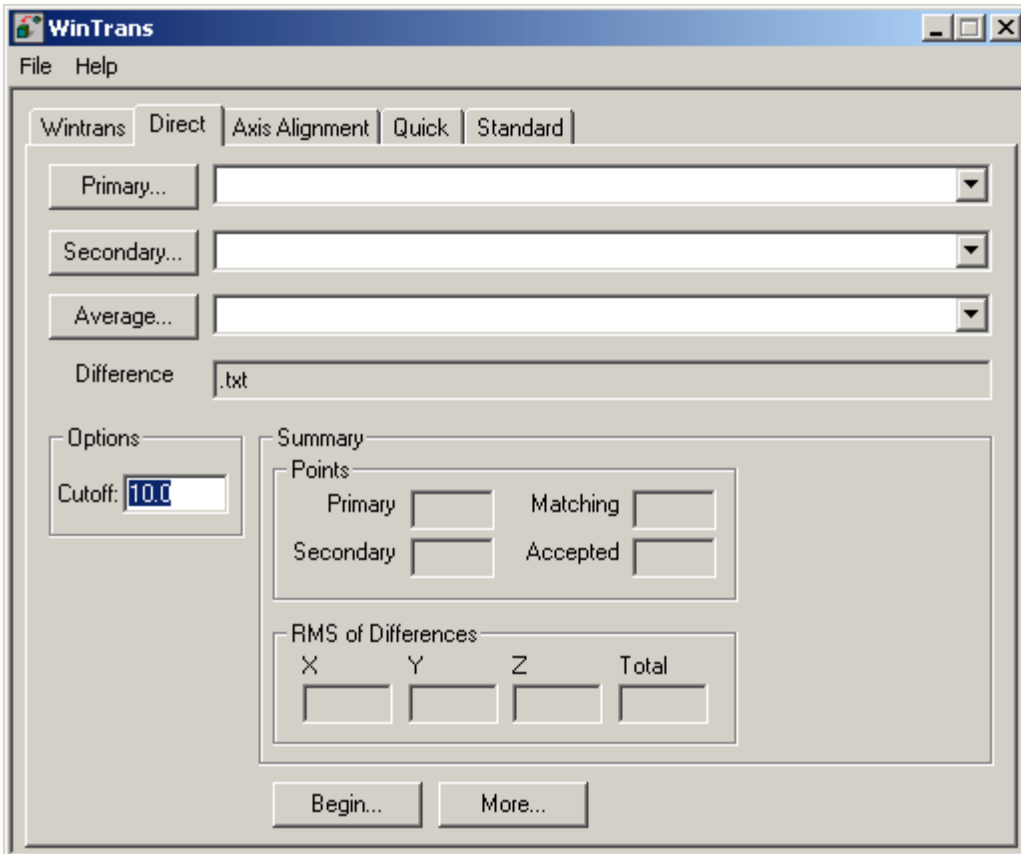 WinTrans
File Help
Wintrans Direct Axis Alignment Quick Standard
Primary...
Secondary...
Average...
Difference .txt
Options
Cutoff: 10.0
Summary
Points
Primary Matching
Secondary Accepted
RMS of Differences
X Y Z Total
Begin... More...